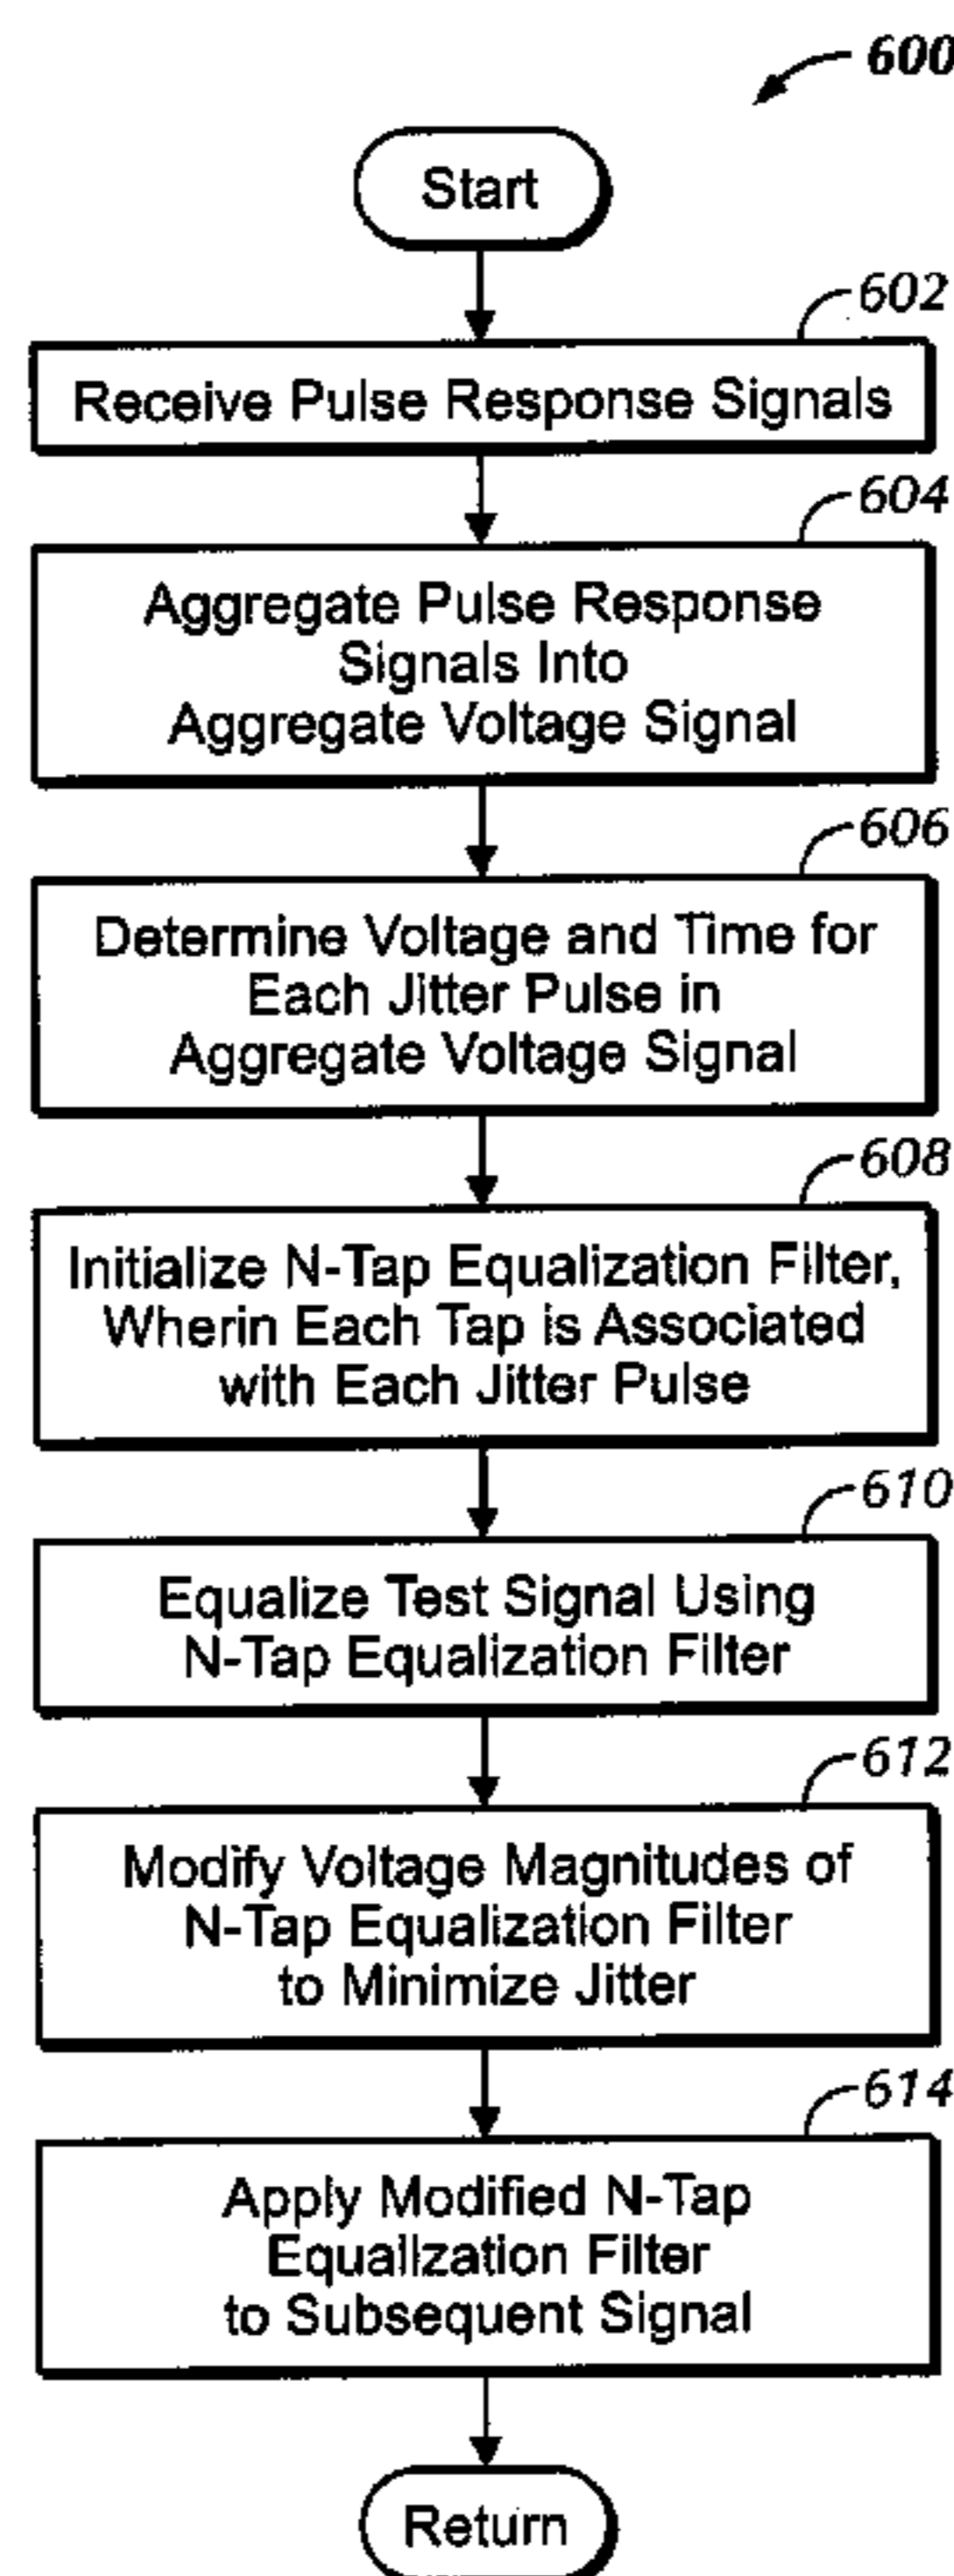 600
Start
602
Receive Pulse Response Signals
604
Aggregate Pulse Response
Signals Into
Aggregate Voltage Signal
606
Determine Voltage and Time for
Each Jitter Pulse in
Aggregate Voltage Signal
608
Initialize N-Tap Equalization Filter,
Wherin Each Tap is Associated
with Each Jitter Pulse
610
Equalize Test Signal Using
N-Tap Equalization Filter
612
Modify Voltage Magnitudes of
N-Tap Equalization Filter
to Minimize Jitter
614
Apply Modified N-Tap
Equalization Filter
to Subsequent Signal
Return